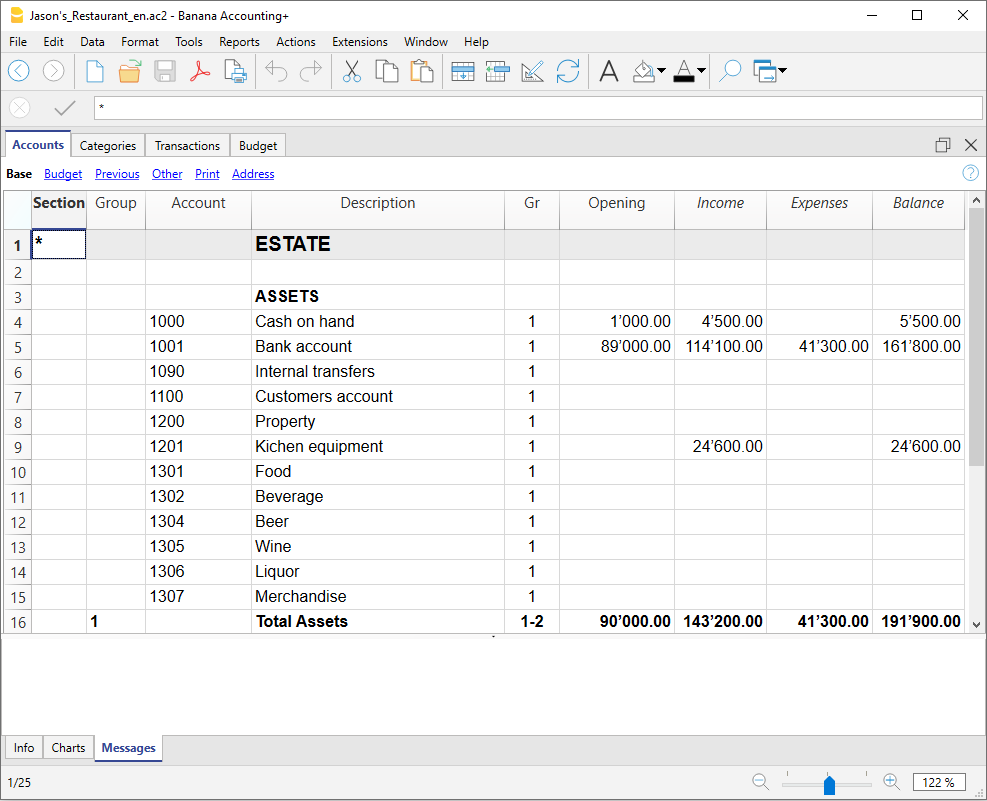 Jason's_Restaurant_en.ac2 - Banana Accounting+
File Edit Data Format Tools Reports Actions Extensions Window Help
*
Accounts Categories Transactions Budget
Base Budget Previous Other Print Address
Section Group Account Description Gr Opening Income Expenses Balance
1 * ESTATE
2
3 ASSETS
4 1000 Cash on hand 1 1’000.00 4’500.00 5’500.00
5 1001 Bank account 1 89’000.00 114’100.00 41’300.00 161’800.00
6 1090 Internal transfers 1
7 1100 Customers account 1
8 1200 Property 1
9 1201 Kichen equipment 1 24’600.00 24’600.00
10 1301 Food 1
11 1302 Beverage 1
12 1304 Beer 1
13 1305 Wine 1
14 1306 Liquor 1
15 1307 Merchandise 1
16 1 Total Assets 1-2 90’000.00 143’200.00 41’300.00 191’900.00
Info Charts Messages
1/25 122 %